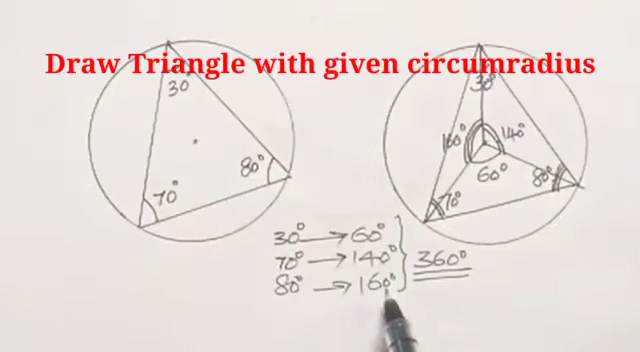 Draw Triangle with given circumradius
30°
80°
70°
30°
160°
140°
60°
70°
80°
30° → 60°
70° → 140°
80° → 160°
360°